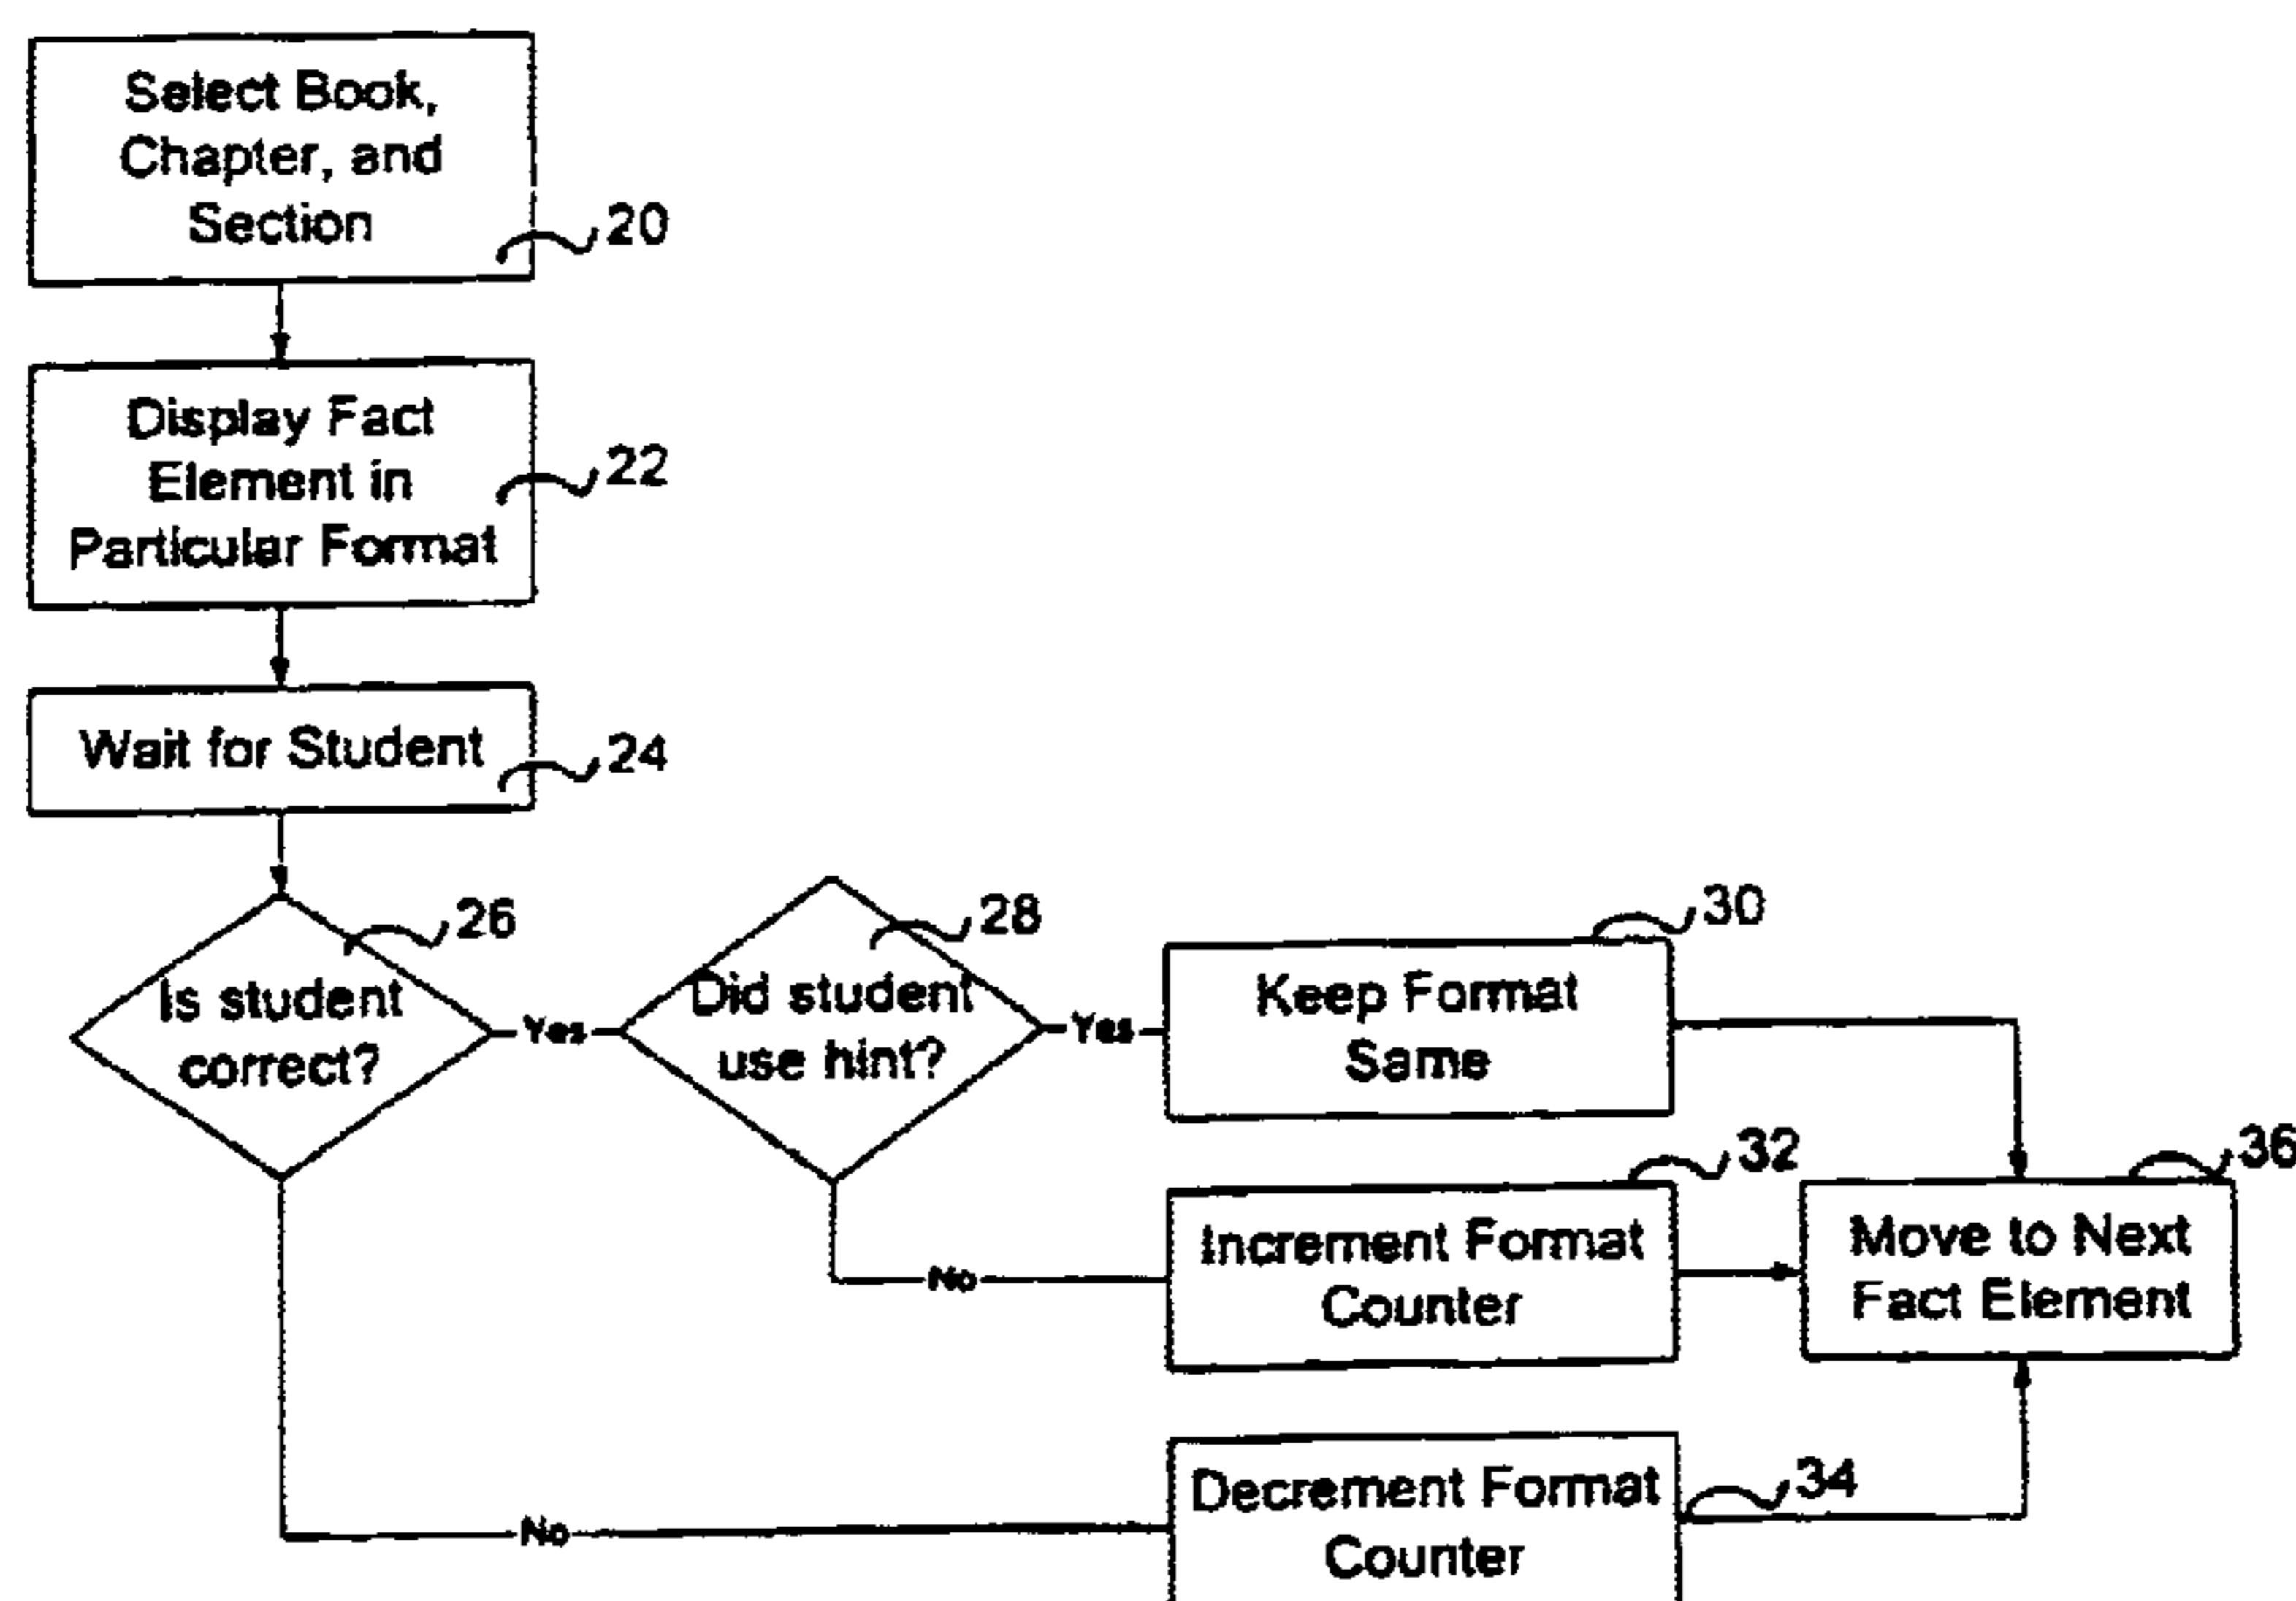 Select Book,
Chapter, and
Section
20
Display Fact
Element in
Particular Format
22
Wait for Student
24
26
Is student
correct?
Yes
28
Did student
use hint?
Yes
30
Keep Format
Same
No
32
Increment Format
Counter
36
Move to Next
Fact Element
No
34
Decrement Format
Counter